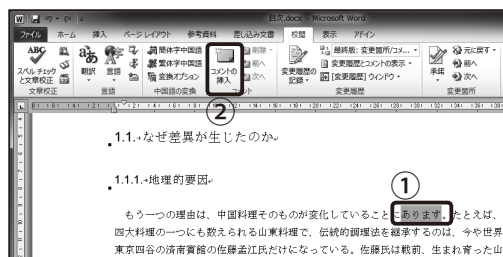 目次.docx - Microsoft Word
ファイル ホーム 挿入 ページ レイアウト 参考資料 差し込み文書 校閲 表示 アドイン
ABC スペル チェックと文章校正
文章校正
あa 翻訳 言語
言語
簡体字中国語
繁体字中国語
変換オプション
中国語の変換
コメントの挿入
削除
前へ
次へ
コメント
変更履歴の記録
最終版: 変更箇所/コメ...
変更履歴とコメントの表示
[変更履歴] ウィンドウ
変更履歴
承諾
元に戻す
前へ
次へ
変更箇所
②
1.1. なぜ差異が生じたのか
1.1.1. 地理的要因
①
もう一つの理由は、中国料理そのものが変化していることにあります。たとえば、
四大料理の一つにも数えられる山東料理で、伝統的調理法を継承するのは、今や世界
東京四谷の済南賓館の佐藤孟江氏だけになっている。佐藤氏は戦前、生まれ育った山